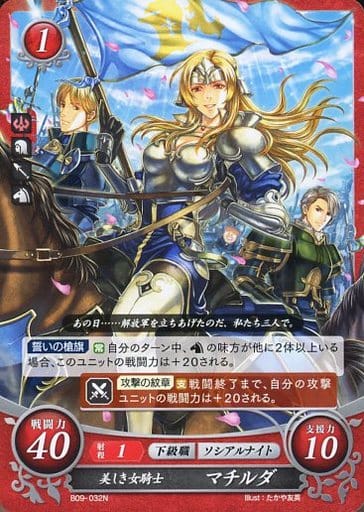 1
あの日……解放軍を立ちあげたのだ、私たち三人で。
誓いの槍旗 常 自分のターン中、の味方が他に2体以上いる
場合、このユニットの戦闘力は+20される。
攻撃の紋章 支 戦闘終了まで、自分の攻撃
ユニットの戦闘力は+20される。
戦闘力
40
射程 1
下級職
ソシアルナイト
支援力
10
美しき女騎士 マチルダ
B09-032N
Illust:たかや友英